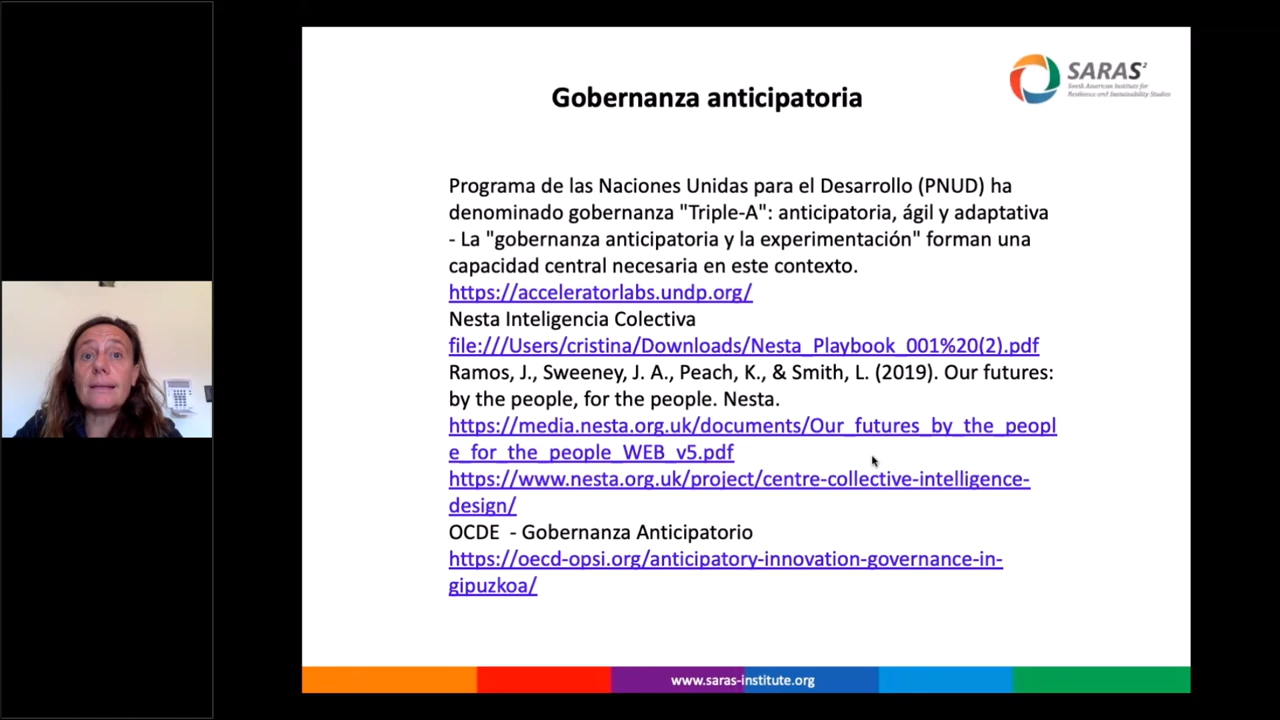 Gobernanza anticipatoria
SARAS²
South American Institute for
Resilience and Sustainability Studies
Programa de las Naciones Unidas para el Desarrollo (PNUD) ha
denominado gobernanza "Triple-A": anticipatoria, ágil y adaptativa
- La "gobernanza anticipatoria y la experimentación" forman una
capacidad central necesaria en este contexto.
https://acceleratorlabs.undp.org/
Nesta Inteligencia Colectiva
file:///Users/cristina/Downloads/Nesta_Playbook_001%20(2).pdf
Ramos, J., Sweeney, J. A., Peach, K., & Smith, L. (2019). Our futures:
by the people, for the people. Nesta.
https://media.nesta.org.uk/documents/Our_futures_by_the_peopl
e_for_the_people_WEB_v5.pdf
https://www.nesta.org.uk/project/centre-collective-intelligence-
design/
OCDE  - Gobernanza Anticipatorio
https://oecd-opsi.org/anticipatory-innovation-governance-in-
gipuzkoa/
www.saras-institute.org